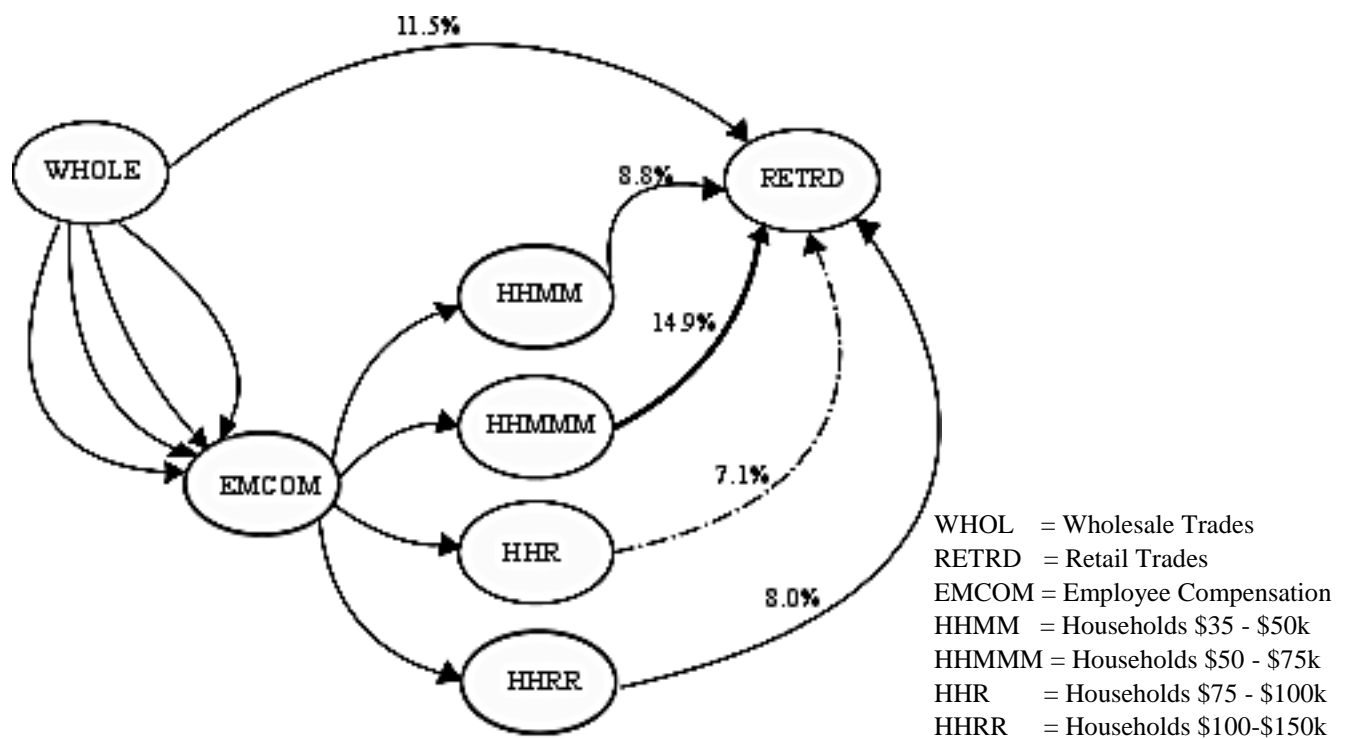 11.5%
WHOLE
RETRD
8.8%
HHMM
14.9%
HHMMM
EMCOM
7.1%
HHR
8.0%
HHRR
WHOL = Wholesale Trades
RETRD = Retail Trades
EMCOM = Employee Compensation
HHMM = Households $35 - $50k
HHMMM = Households $50 - $75k
HHR = Households $75 - $100k
HHRR = Households $100-$150k